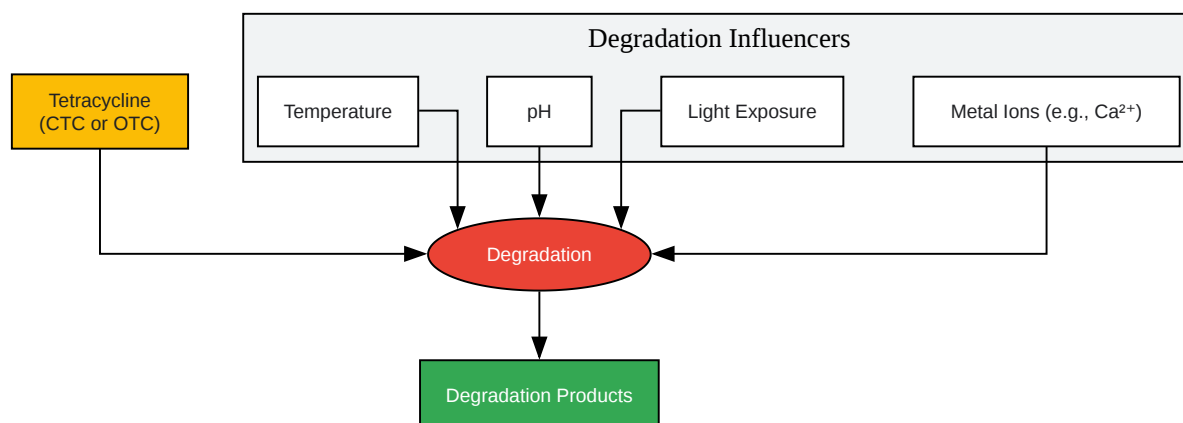 Degradation Influencers
Tetracycline
(CTC or OTC)
Temperature
pH
Light Exposure
Metal Ions (e.g., Ca²⁺)
Degradation
Degradation Products